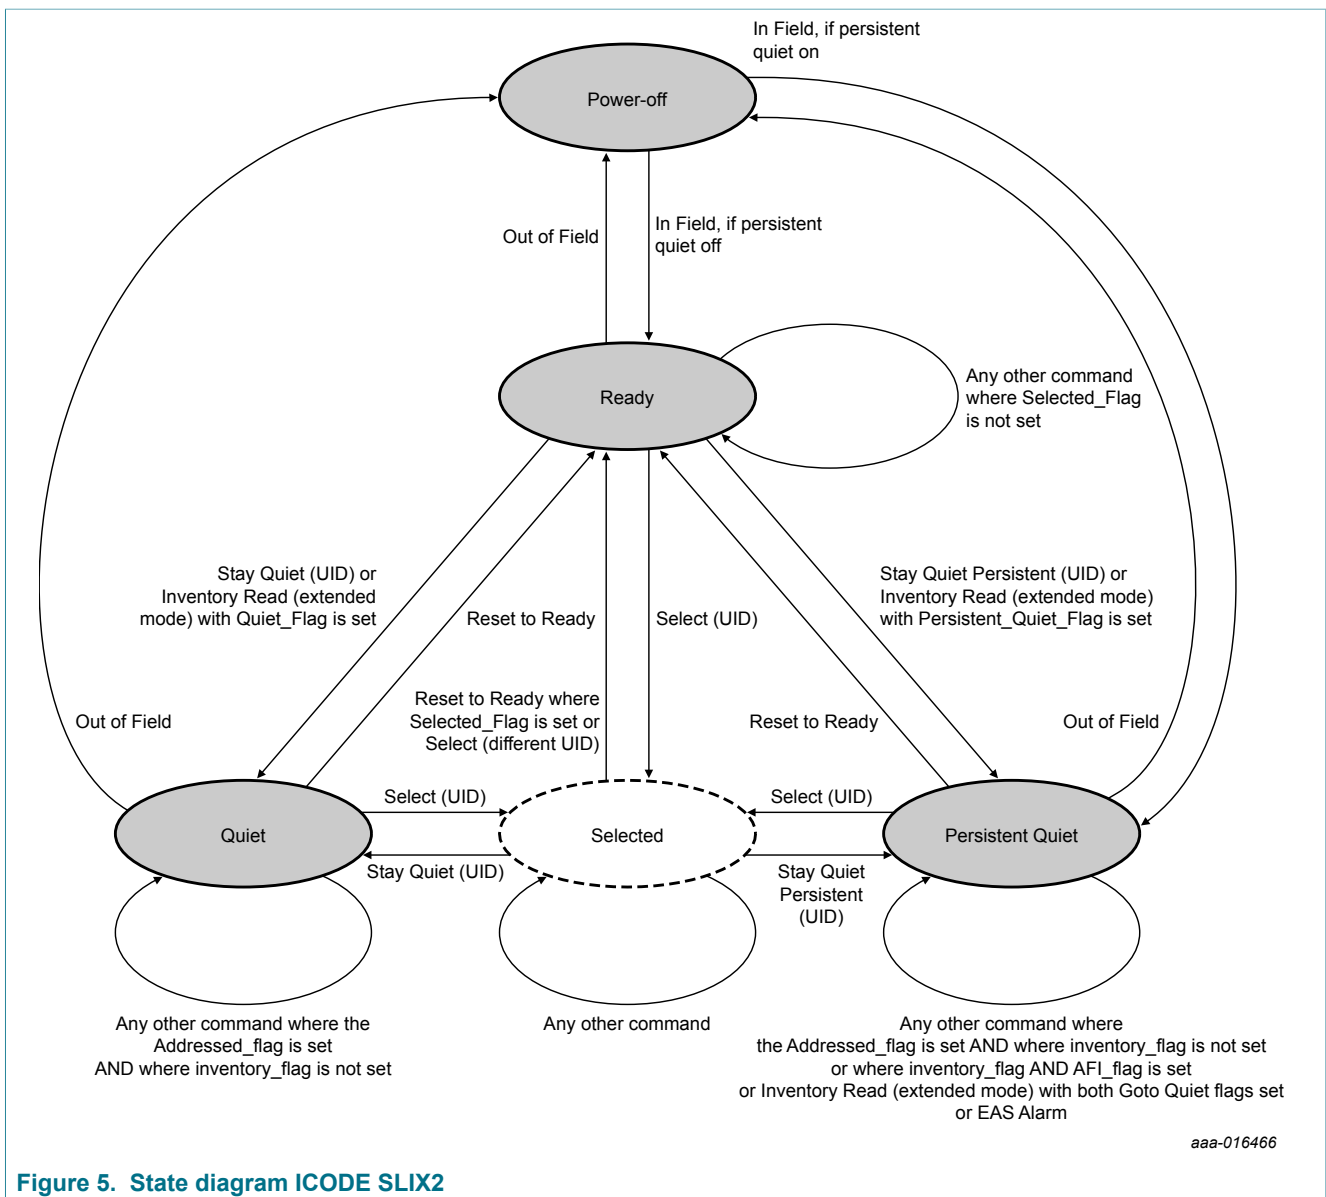 In Field, if persistent
quiet on
Power-off
Out of Field
In Field, if persistent
quiet off
Ready
Any other command
where Selected_Flag
is not set
Stay Quiet (UID) or
Inventory Read (extended
mode) with Quiet_Flag is set
Reset to Ready
Select (UID)
Stay Quiet Persistent (UID) or
Inventory Read (extended mode)
with Persistent_Quiet_Flag is set
Out of Field
Reset to Ready where
Selected_Flag is set or
Select (different UID)
Reset to Ready
Out of Field
Quiet
Select (UID)
Stay Quiet (UID)
Selected
Select (UID)
Stay Quiet
Persistent
(UID)
Persistent Quiet
Any other command where the
Addressed_flag is set
AND where inventory_flag is not set
Any other command
Any other command where
the Addressed_flag is set AND where inventory_flag is not set
or where inventory_flag AND AFI_flag is set
or Inventory Read (extended mode) with both Goto Quiet flags set
or EAS Alarm
aaa-016466
Figure 5. State diagram ICODE SLIX2